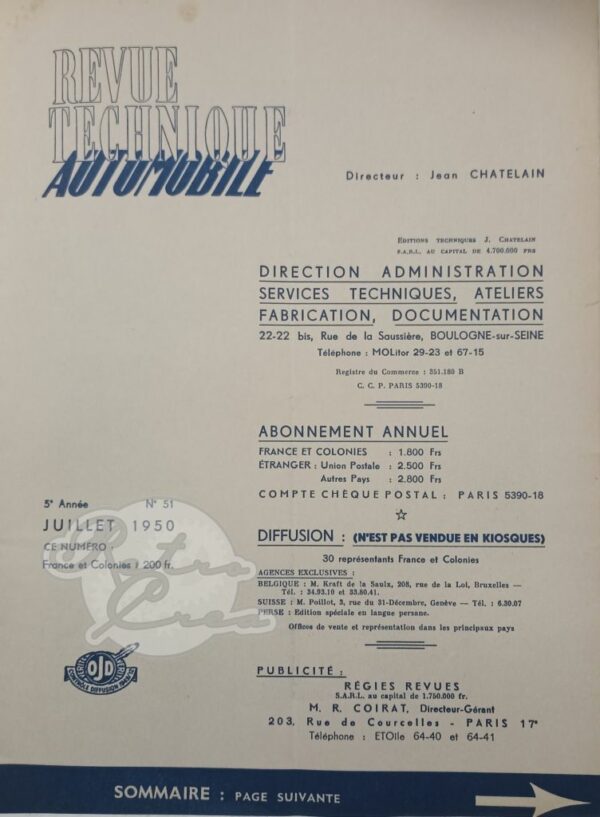 REVUE
TECHNIQUE
AUTOMOBILE
Directeur : Jean CHATELAIN
EDITIONS TECHNIQUES J. CHATELAIN
S.A.R.L. AU CAPITAL DE 4.700.000 FRS
DIRECTION ADMINISTRATION
SERVICES TECHNIQUES, ATELIERS
FABRICATION, DOCUMENTATION
22-22 bis, Rue de la Saussière, BOULOGNE-sur-SEINE
Téléphone : MOLitor 29-23 et 67-15
Registre du Commerce : 351.180 B
C. C. P. PARIS 5390-18
ABONNEMENT ANNUEL
FRANCE ET COLONIES : 1.800 Frs
ÉTRANGER : Union Postale : 2.500 Frs
Autres Pays : 2.800 Frs
COMPTE CHÈQUE POSTAL : PARIS 5390-18
5e Année N° 51
JUILLET 1950
CE NUMÉRO :
France et Colonies : 200 fr.
Retro
Crea
DIFFUSION : (N'EST PAS VENDUE EN KIOSQUES)
30 représentants France et Colonies
AGENCES EXCLUSIVES :
BELGIQUE : M. Kraft de la Saulx, 208, rue de la Loi, Bruxelles —
Tél. : 34.93.10 et 33.80.41.
SUISSE : M. Poillot, 3, rue du 31-Décembre, Genève — Tél. : 6.30.07
PERSE : Edition spéciale en langue persane.
Offices de vente et représentation dans les principaux pays
OJD
PUBLICITÉ :
RÉGIES REVUES
S.A.R.L. au capital de 1.750.000 fr.
M. R. COIRAT, Directeur-Gérant
203, Rue de Courcelles - PARIS 17e
Téléphone : ETOile 64-40 et 64-41
SOMMAIRE : PAGE SUIVANTE